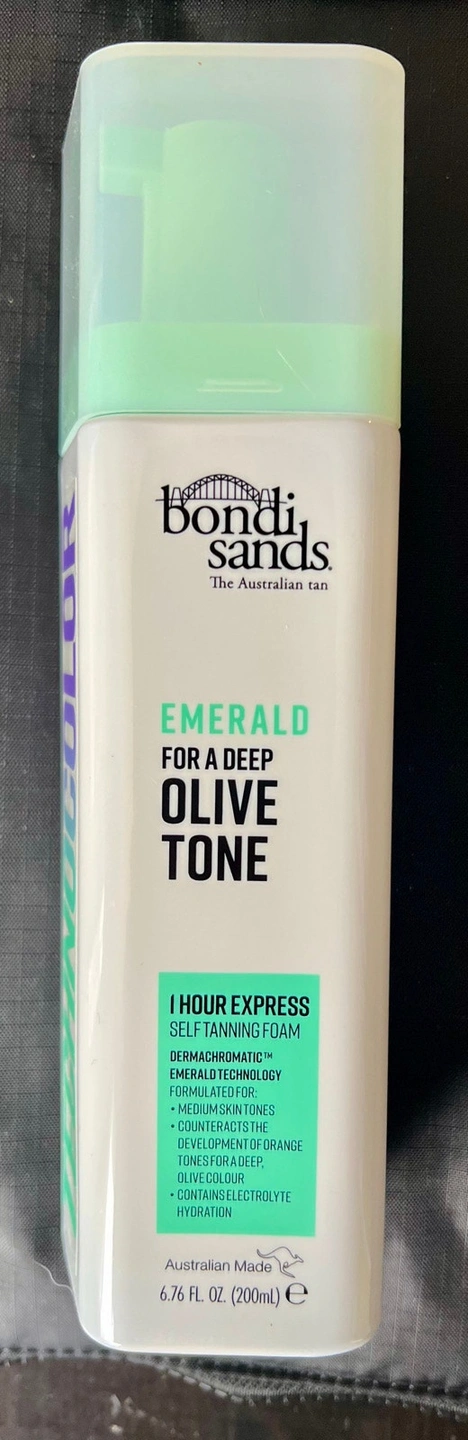 bondi
sands.
The Australian tan
EMERALD
FOR A DEEP
OLIVE
TONE
1 HOUR EXPRESS
SELF TANNING FOAM
DERMACHROMATIC™
EMERALD TECHNOLOGY
FORMULATED FOR:
• MEDIUM SKIN TONES
• COUNTERACTS THE
DEVELOPMENT OF ORANGE
TONES FOR A DEEP,
OLIVE COLOUR
• CONTAINS ELECTROLYTE
HYDRATION
Australian Made
6.76 FL. OZ. (200mL) ℮
TECHNOCOLOR